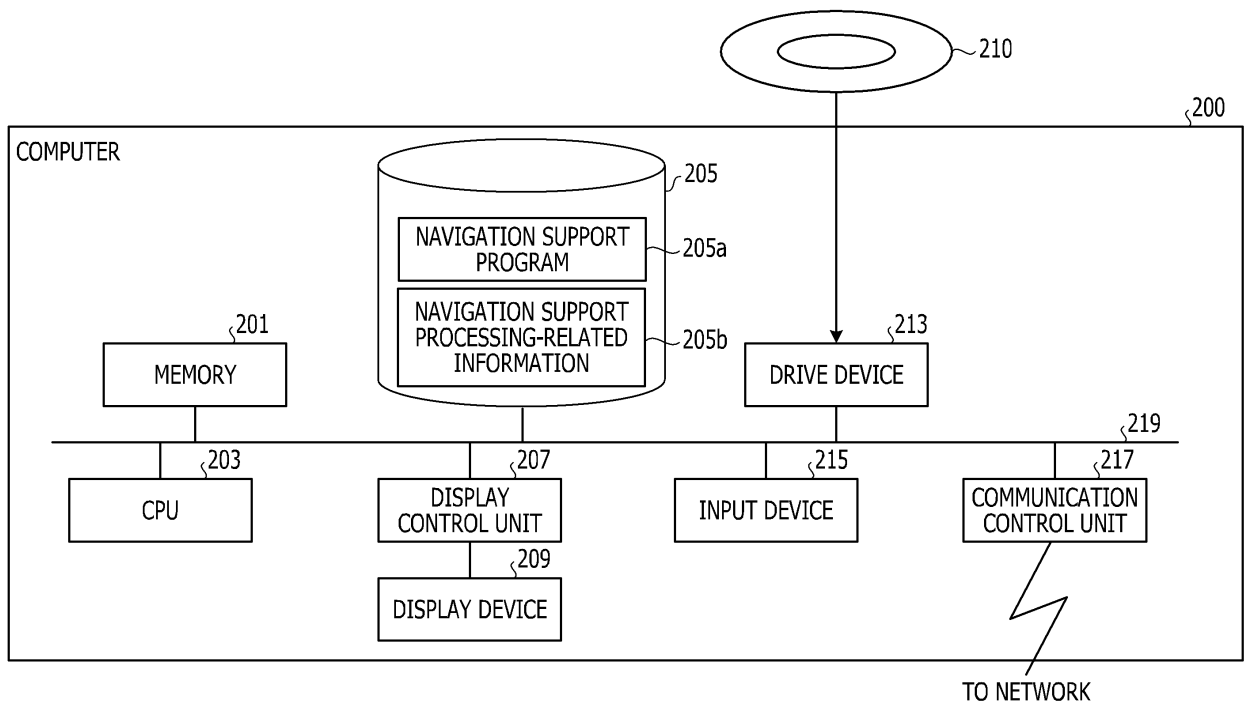 210
200
COMPUTER
205
NAVIGATION SUPPORT
PROGRAM
205a
NAVIGATION SUPPORT
PROCESSING-RELATED
INFORMATION
205b
201
MEMORY
213
DRIVE DEVICE
219
203
CPU
207
DISPLAY
CONTROL UNIT
215
INPUT DEVICE
217
COMMUNICATION
CONTROL UNIT
209
DISPLAY DEVICE
TO NETWORK